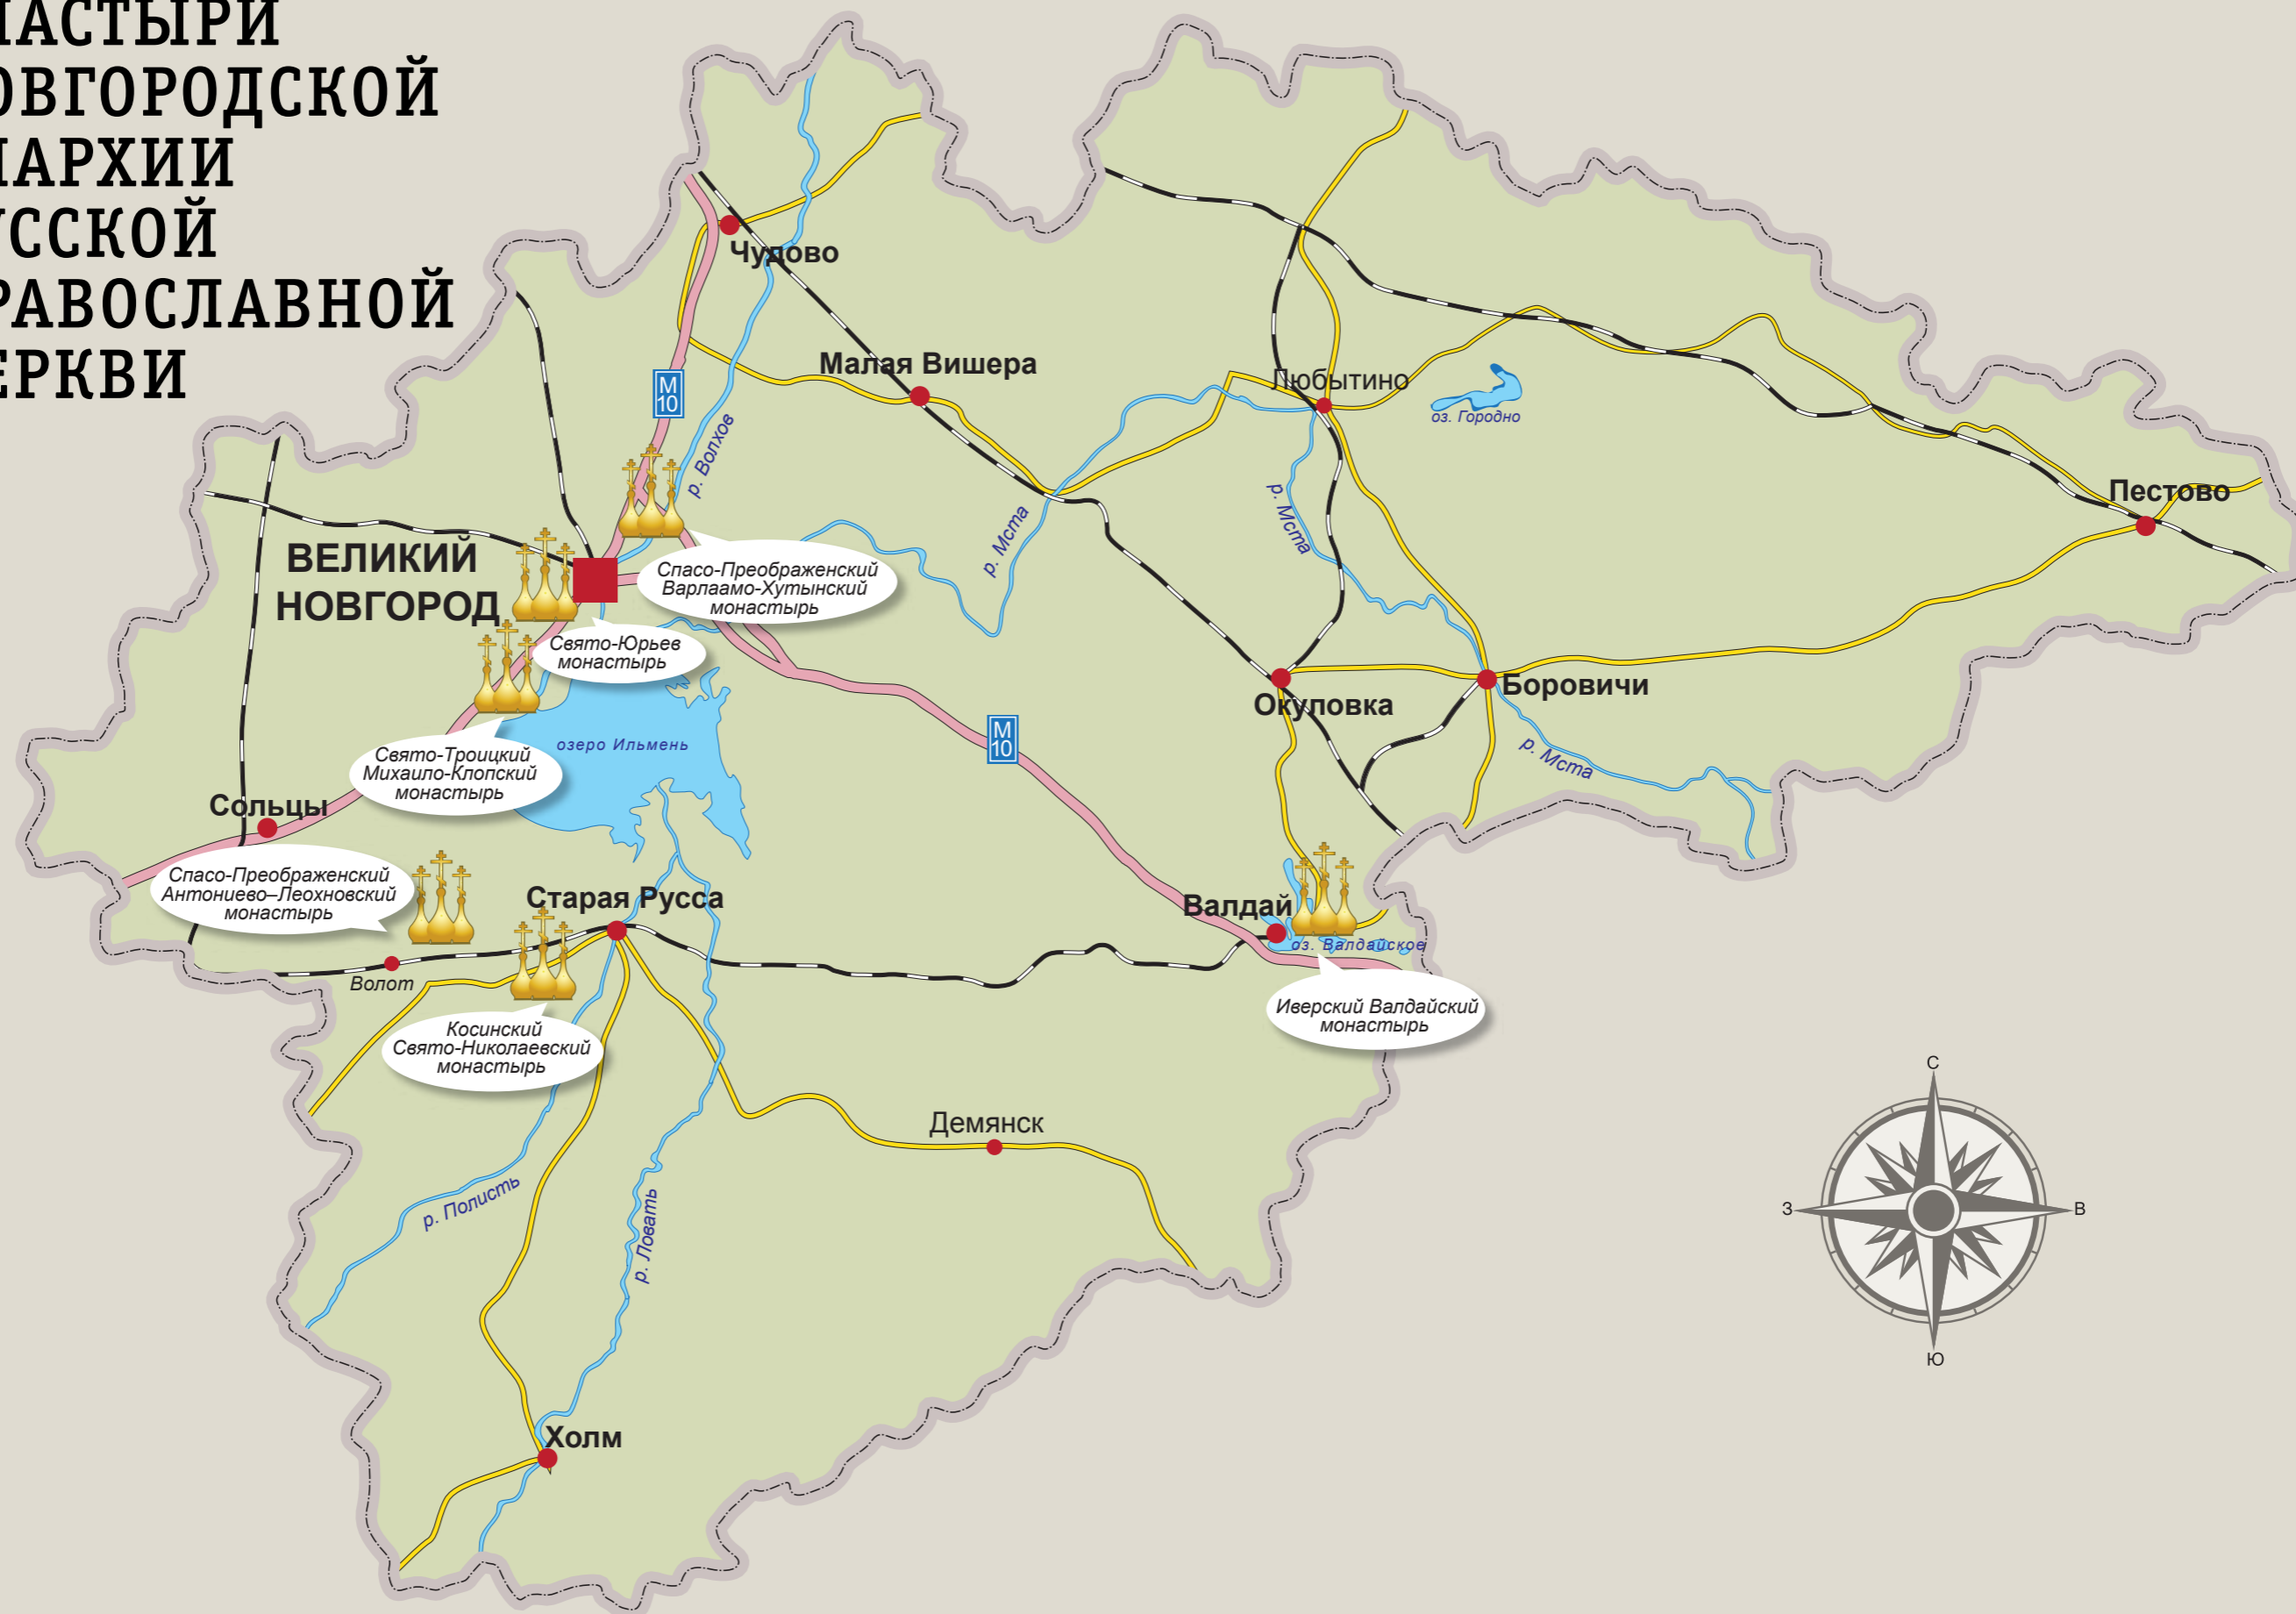 НАСТЫРИ
ОВГОРОДСКОЙ
ПАРХИИ
УССКОЙ
РАВОСЛАВНОЙ
ЕРКВИ
Чудово
М
10
Малая Вишера
Любытино
оз. Городно
р. Волхов
Пестово
р. Мста
р. Мста
ВЕЛИКИЙ
НОВГОРОД
Спасо-Преображенский
Варлаамо-Хутынский
монастырь
Свято-Юрьев
монастырь
Окуловка
Боровичи
М
10
озеро Ильмень
р. Мста
Свято-Троицкий
Михаило-Клопский
монастырь
Сольцы
Спасо-Преображенский
Антониево–Леохновский
монастырь
Старая Русса
Валдай
оз. Валдайское
Волот
Иверский Валдайский
монастырь
Косинский
Свято-Николаевский
монастырь
Демянск
р. Полисть
р. Ловать
Холм
С
З
В
Ю